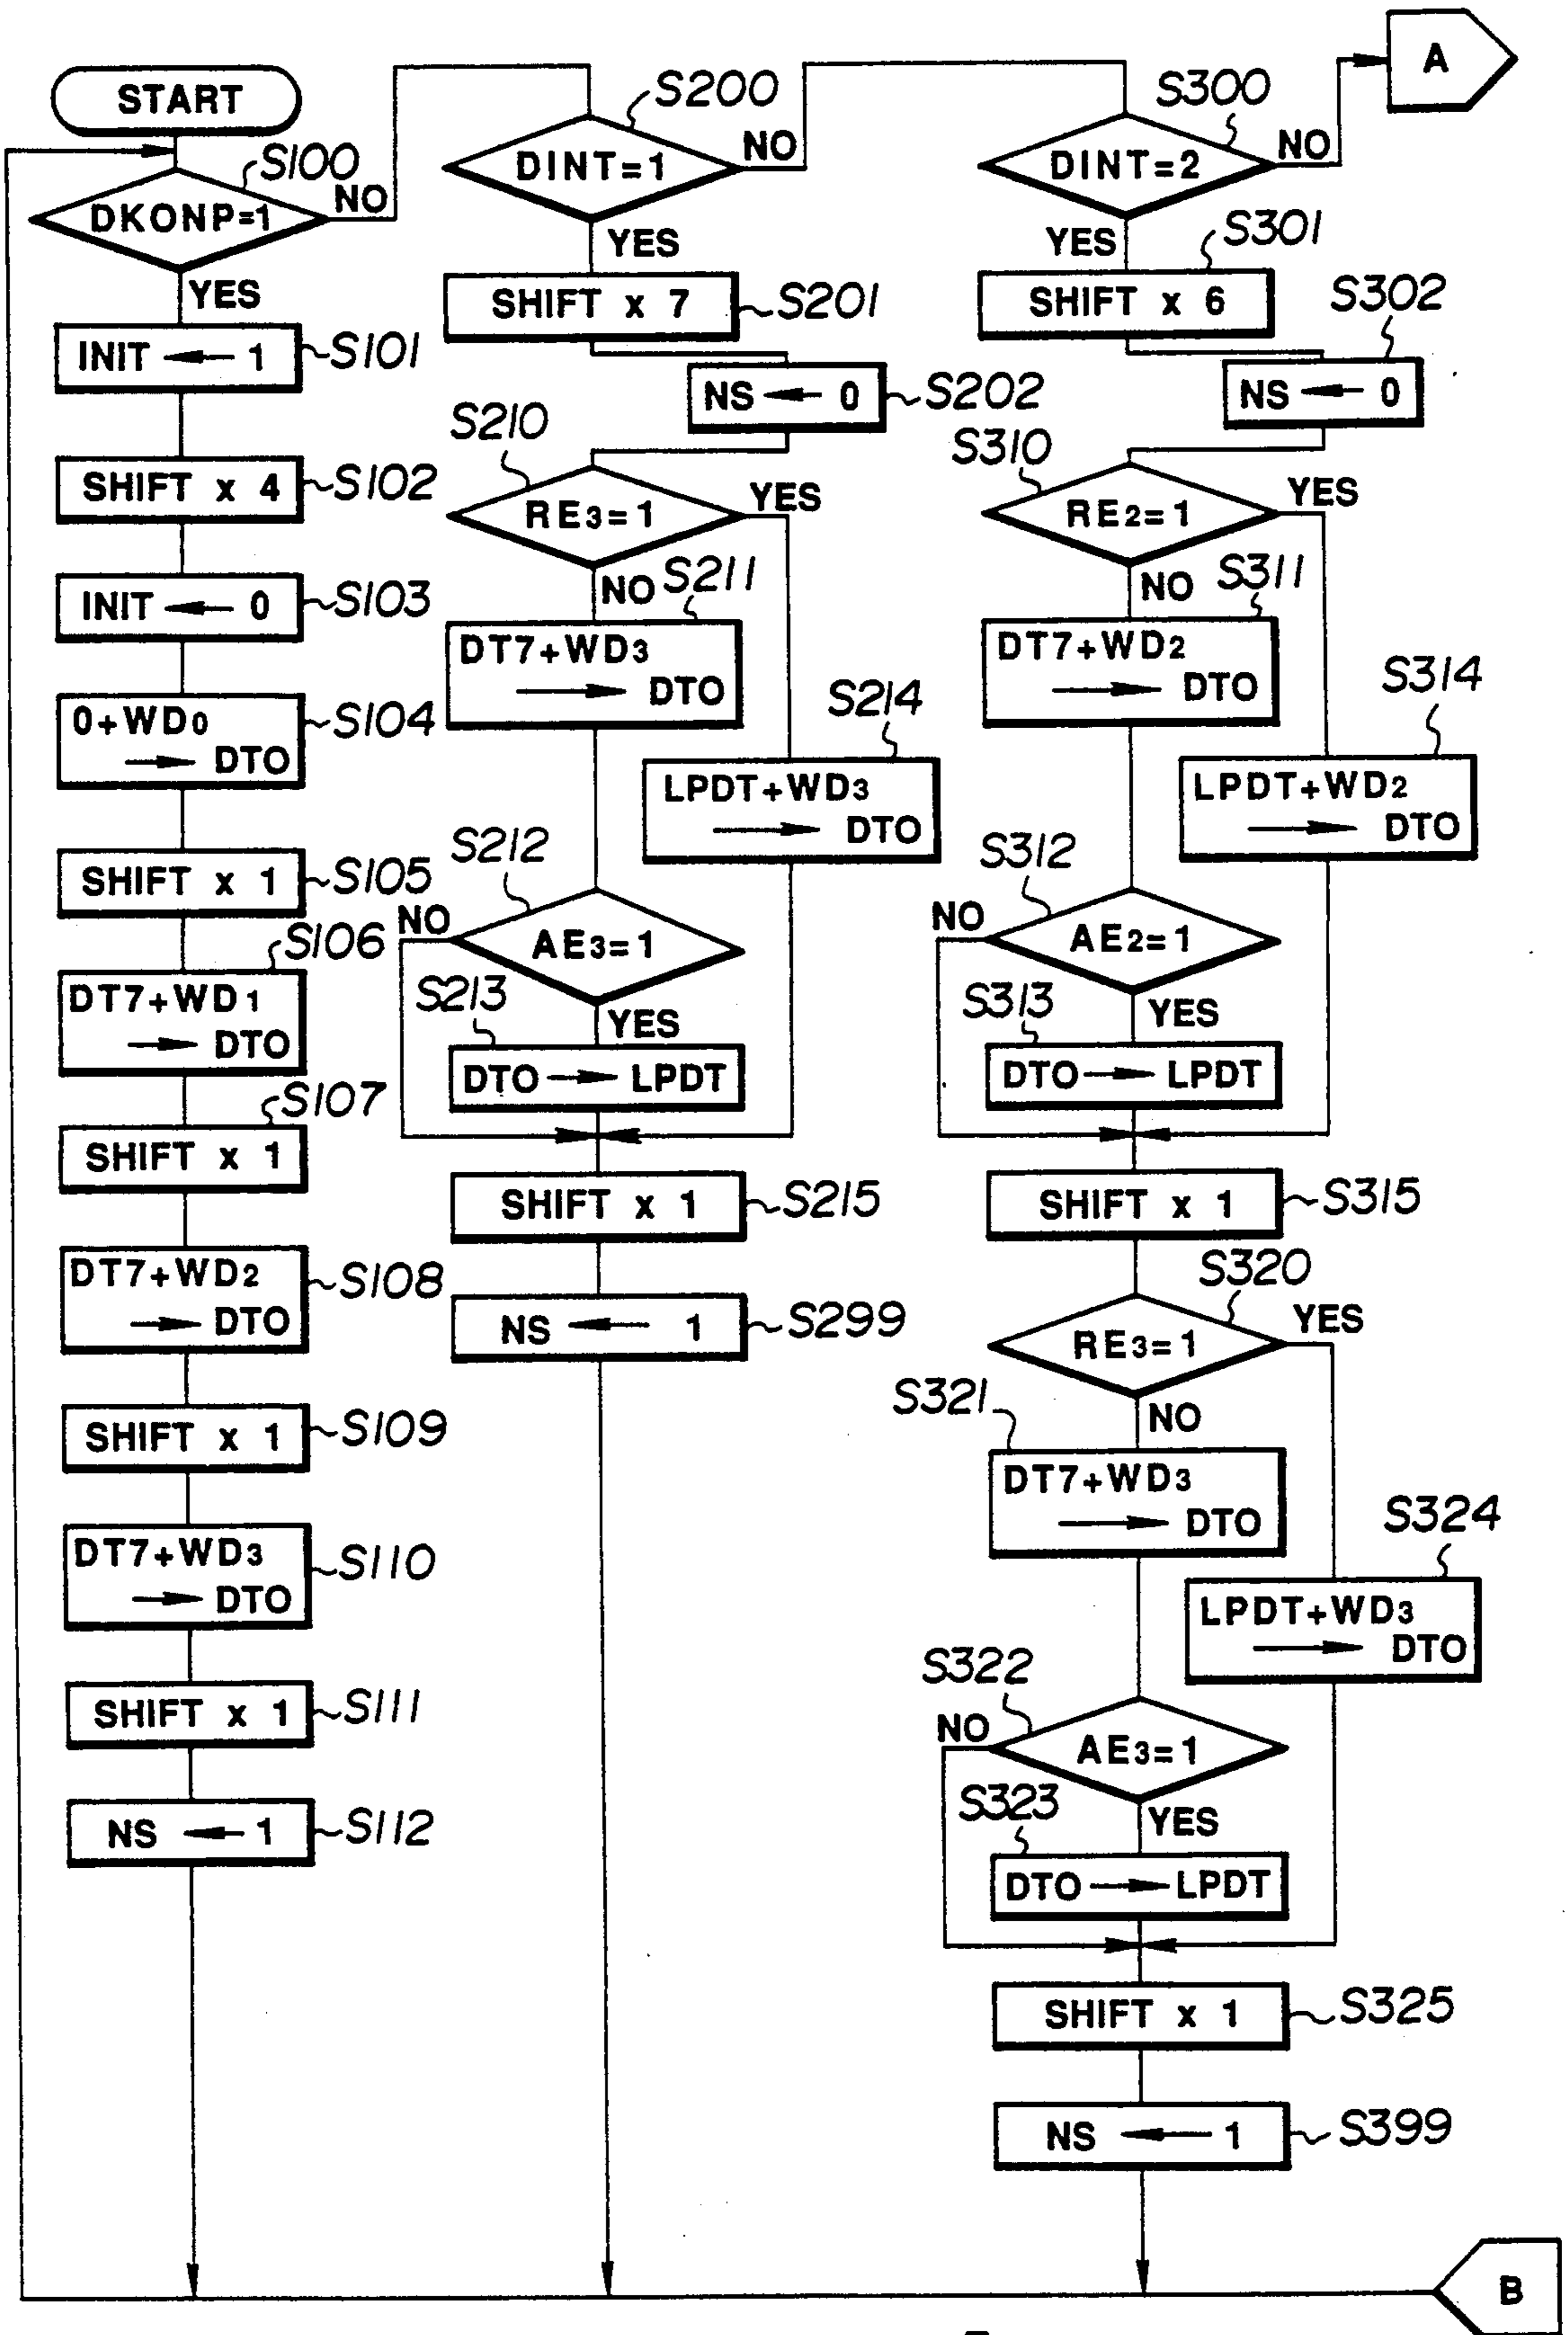 START
S100
DKONP=1
NO
YES
INIT ← 1
S101
SHIFT x 4
S102
INIT ← 0
S103
0+WD0
→ DTO
S104
SHIFT x 1
S105
S106
DT7+WD1
→ DTO
S107
SHIFT x 1
DT7+WD2
→ DTO
S108
SHIFT x 1
S109
DT7+WD3
→ DTO
S110
SHIFT x 1
S111
NS ← 1
S112
S200
DINT=1
NO
YES
SHIFT x 7
S201
NS ← 0
S202
S210
RE3=1
YES
NO
S211
DT7+WD3
→ DTO
S214
LPDT+WD3
→ DTO
S212
NO
AE3=1
S213
YES
DTO → LPDT
SHIFT x 1
S215
NS ← 1
S299
S300
DINT=2
NO
A
YES
S301
SHIFT x 6
S302
NS ← 0
S310
RE2=1
YES
NO
S311
DT7+WD2
→ DTO
S314
LPDT+WD2
→ DTO
S312
NO
AE2=1
S313
YES
DTO → LPDT
SHIFT x 1
S315
S320
RE3=1
YES
S321
NO
DT7+WD3
→ DTO
S324
LPDT+WD3
→ DTO
S322
NO
AE3=1
S323
YES
DTO → LPDT
SHIFT x 1
S325
NS ← 1
S399
B